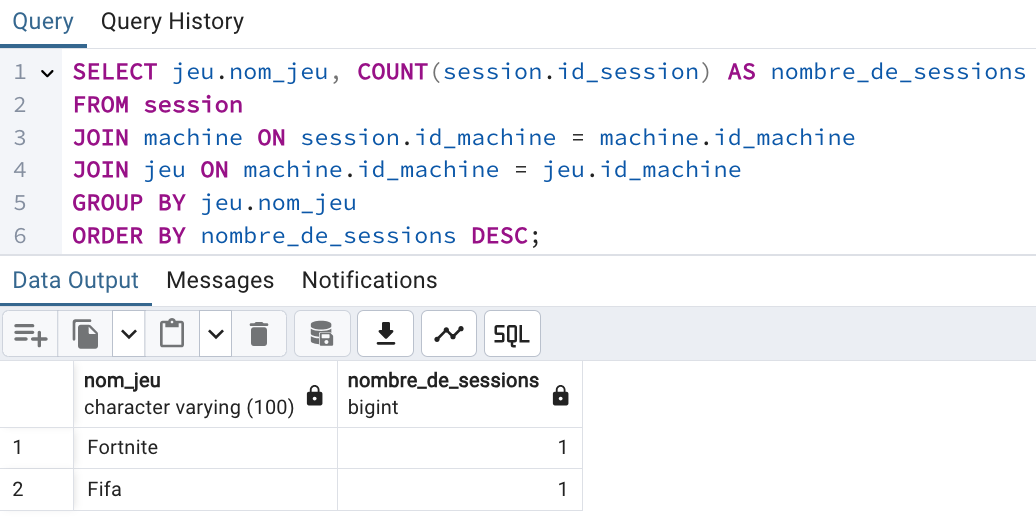 Query Query History
1 SELECT jeu.nom_jeu, COUNT(session.id_session) AS nombre_de_sessions
2 FROM session
3 JOIN machine ON session.id_machine = machine.id_machine
4 JOIN jeu ON machine.id_machine = jeu.id_machine
5 GROUP BY jeu.nom_jeu
6 ORDER BY nombre_de_sessions DESC;
Data Output Messages Notifications
SQL
nom_jeu nombre_de_sessions
character varying (100) bigint
1 Fortnite 1
2 Fifa 1